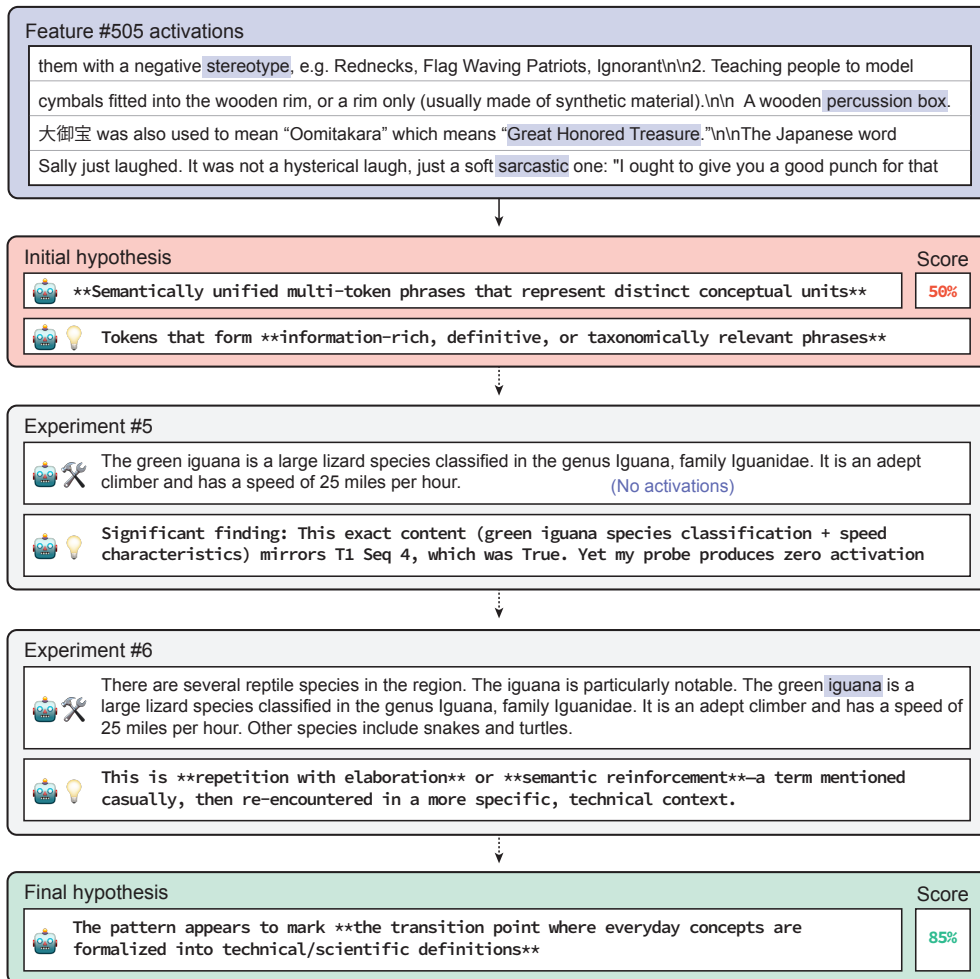 Feature #505 activations
them with a negative stereotype, e.g. Rednecks, Flag Waving Patriots, Ignorant\n\n2. Teaching people to model
cymbals fitted into the wooden rim, or a rim only (usually made of synthetic material).\n\n  A wooden percussion box.
大御宝 was also used to mean “Oomitakara” which means “Great Honored Treasure.”\n\nThe Japanese word
Sally just laughed. It was not a hysterical laugh, just a soft sarcastic one: "I ought to give you a good punch for that
Initial hypothesis
Score
**Semantically unified multi-token phrases that represent distinct conceptual units**
50%
Tokens that form **information-rich, definitive, or taxonomically relevant phrases**
Experiment #5
The green iguana is a large lizard species classified in the genus Iguana, family Iguanidae. It is an adept
climber and has a speed of 25 miles per hour.
(No activations)
Significant finding: This exact content (green iguana species classification + speed
characteristics) mirrors T1 Seq 4, which was True. Yet my probe produces zero activation
Experiment #6
There are several reptile species in the region. The iguana is particularly notable. The green iguana is a
large lizard species classified in the genus Iguana, family Iguanidae. It is an adept climber and has a speed of
25 miles per hour. Other species include snakes and turtles.
This is **repetition with elaboration** or **semantic reinforcement**—a term mentioned
casually, then re-encountered in a more specific, technical context.
Final hypothesis
Score
The pattern appears to mark **the transition point where everyday concepts are
formalized into technical/scientific definitions**
85%